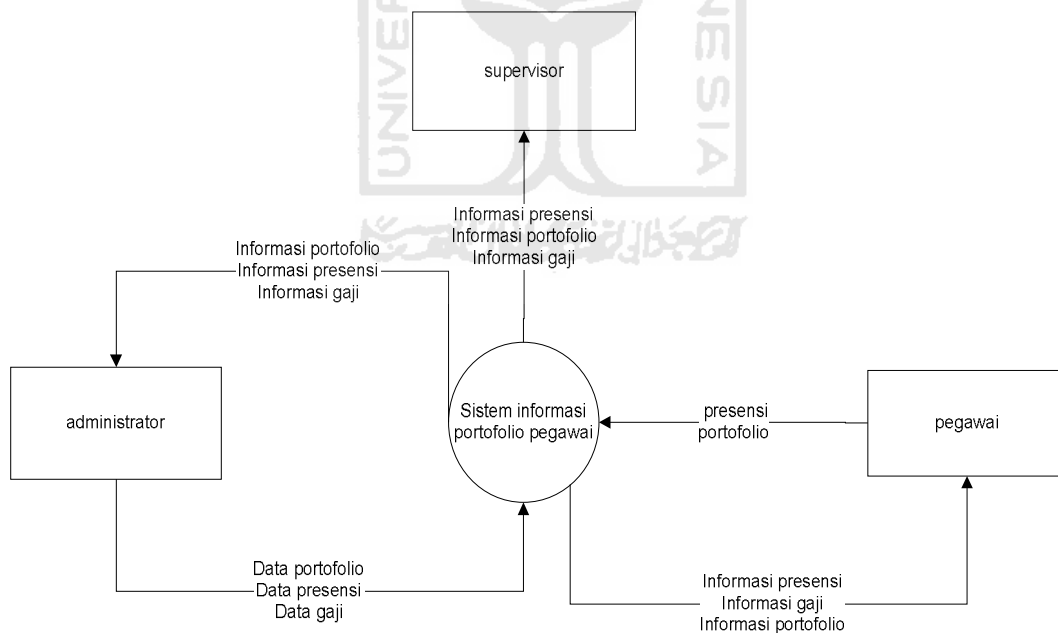 supervisor
Informasi presensi
Informasi portofolio
Informasi gaji
Informasi portofolio
Informasi presensi
Informasi gaji
administrator
Sistem informasi
portofolio pegawai
presensi
portofolio
pegawai
Data portofolio
Data presensi
Data gaji
Informasi presensi
Informasi gaji
Informasi portofolio